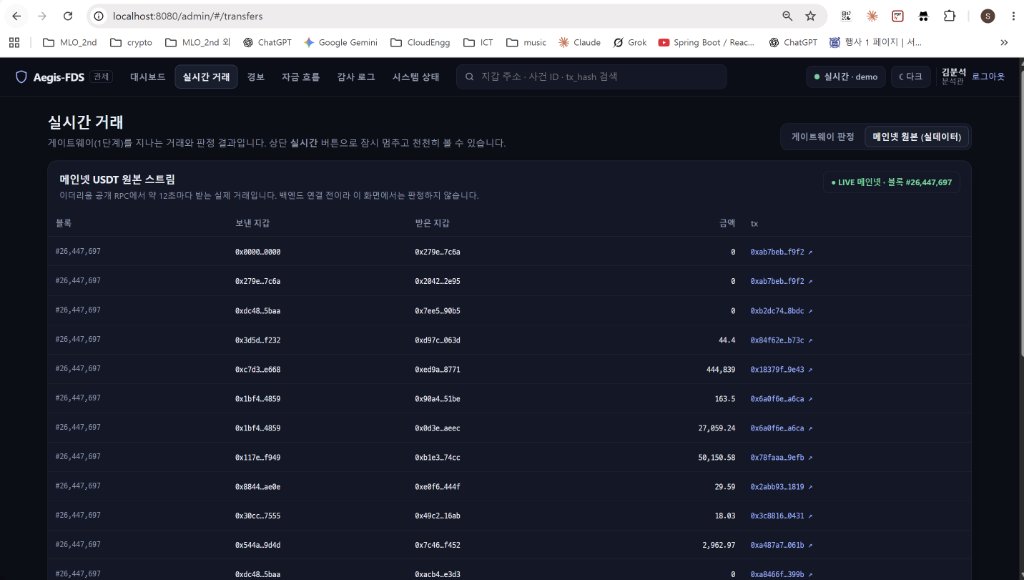 localhost:8080/admin/#/transfers
MLO_2nd crypto MLO_2nd 외 ChatGPT Google Gemini CloudEngg ICT music Claude Grok Spring Boot / Reac... ChatGPT 행사 1 페이지 | 서...
Aegis-FDS 관제 대시보드 실시간 거래 경보 자금 흐름 감사 로그 시스템 상태 지갑 주소 · 사건 ID · tx_hash 검색 실시간 · demo 다크 김분석 로그아웃
분석관
실시간 거래
게이트웨이(1단계)를 지나는 거래와 판정 결과입니다. 상단 실시간 버튼으로 잠시 멈추고 천천히 볼 수 있습니다.
게이트웨이 판정 메인넷 원본 (실데이터)
메인넷 USDT 원본 스트림
이더리움 공개 RPC에서 약 12초마다 받는 실제 거래입니다. 백엔드 연결 전이라 이 화면에서는 판정하지 않습니다.
● LIVE 메인넷 · 블록 #26,447,697
블록 보낸 지갑 받은 지갑 금액 tx
#26,447,697 0x0000…0000 0x279e…7c6a 0 0xab7beb…f9f2 ↗
#26,447,697 0x279e…7c6a 0x2042…2e95 0 0xab7beb…f9f2 ↗
#26,447,697 0xdc48…5baa 0x7ee5…90b5 0 0xb2dc74…8bdc ↗
#26,447,697 0x3d5d…f232 0xd97c…063d 44.4 0x84f62e…b73c ↗
#26,447,697 0xc7d3…e668 0xed9a…8771 444,839 0x18379f…9e43 ↗
#26,447,697 0x1bf4…4859 0x90a4…51be 163.5 0x6a0f6e…a6ca ↗
#26,447,697 0x1bf4…4859 0x0d3e…aeec 27,059.24 0x6a0f6e…a6ca ↗
#26,447,697 0x117e…f949 0xb1e3…74cc 50,150.58 0x78faaa…9efb ↗
#26,447,697 0x8844…ae0e 0xe0f6…444f 29.59 0x2abb93…1819 ↗
#26,447,697 0x30cc…7555 0x49c2…16ab 18.03 0x3c8816…0431 ↗
#26,447,697 0x544a…9d4d 0x7c46…f452 2,962.97 0xa487a7…061b ↗
#26,447,697 0xdc48…5baa 0xacb4…e3d3 0 0xa8466f…399b ↗